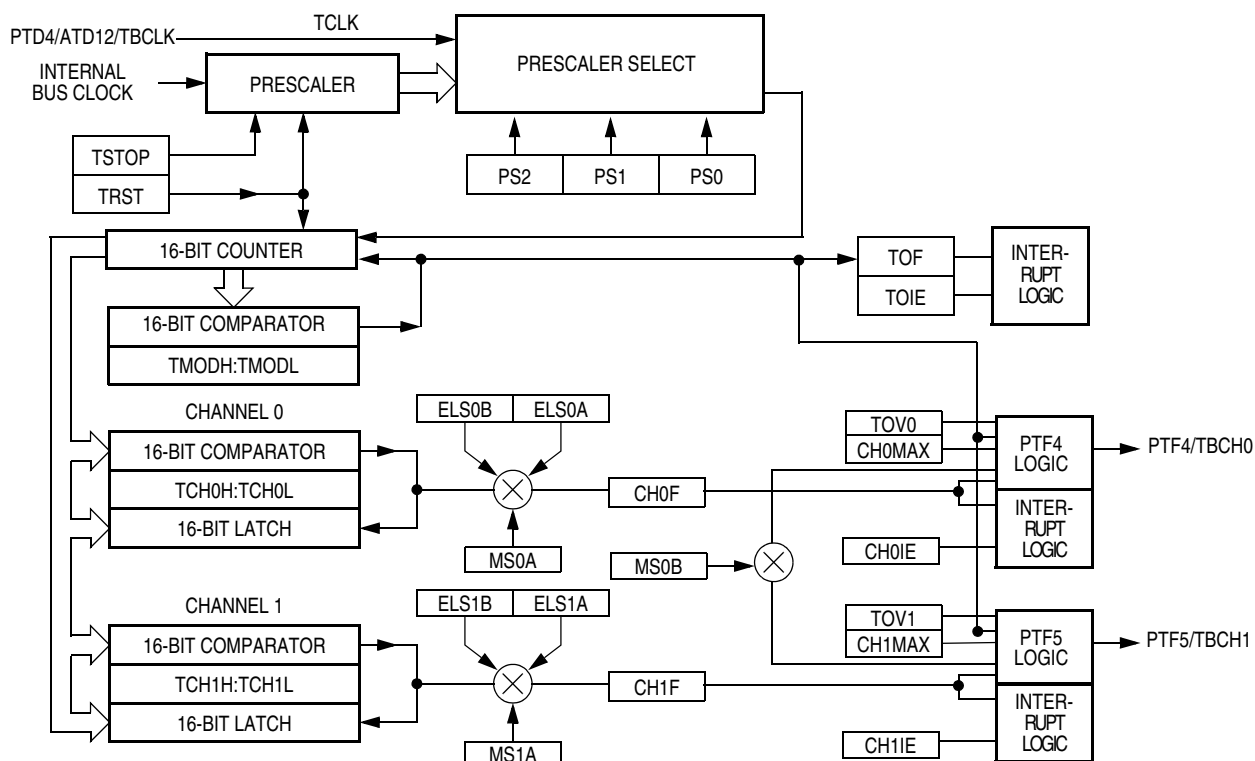 TCLK
PTD4/ATD12/TBCLK
INTERNAL
BUS CLOCK
PRESCALER
PRESCALER SELECT
TSTOP
TRST
PS2
PS1
PS0
16-BIT COUNTER
16-BIT COMPARATOR
TMODH:TMODL
TOF
TOIE
INTER-
RUPT
LOGIC
CHANNEL 0
16-BIT COMPARATOR
TCH0H:TCH0L
16-BIT LATCH
ELS0B
ELS0A
MS0A
CH0F
MS0B
TOV0
CH0MAX
PTF4
LOGIC
PTF4/TBCH0
INTER-
RUPT
LOGIC
CH0IE
CHANNEL 1
16-BIT COMPARATOR
TCH1H:TCH1L
16-BIT LATCH
ELS1B
ELS1A
MS1A
CH1F
TOV1
CH1MAX
PTF5
LOGIC
PTF5/TBCH1
INTER-
RUPT
LOGIC
CH1IE